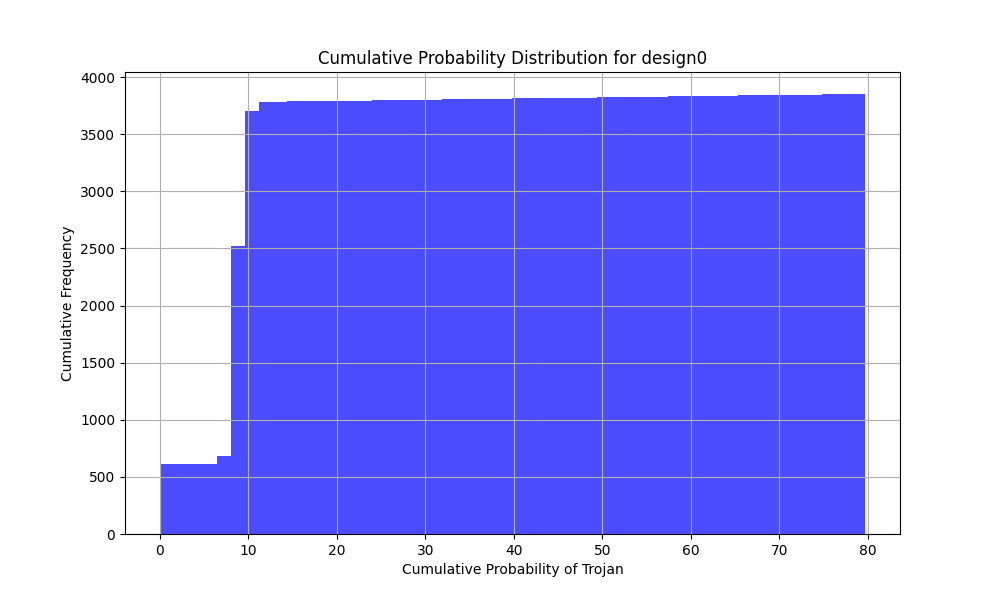 Cumulative Probability Distribution for design0
Cumulative Frequency
4000
3500
3000
2500
2000
1500
1000
500
0
0 10 20 30 40 50 60 70 80
Cumulative Probability of Trojan